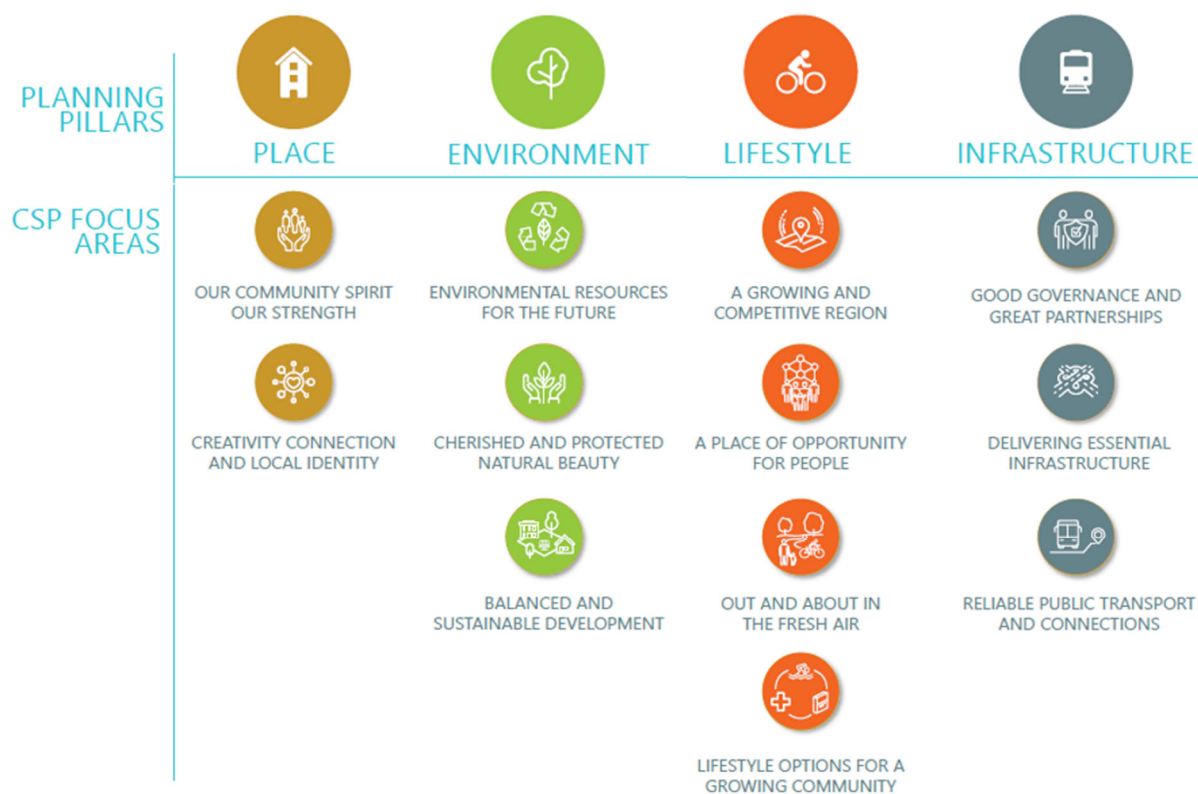 PLANNING
PILLARS
PLACE
ENVIRONMENT
LIFESTYLE
INFRASTRUCTURE
CSP FOCUS
AREAS
OUR COMMUNITY SPIRIT
OUR STRENGTH
ENVIRONMENTAL RESOURCES
FOR THE FUTURE
A GROWING AND
COMPETITIVE REGION
GOOD GOVERNANCE AND
GREAT PARTNERSHIPS
CREATIVITY CONNECTION
AND LOCAL IDENTITY
CHERISHED AND PROTECTED
NATURAL BEAUTY
A PLACE OF OPPORTUNITY
FOR PEOPLE
DELIVERING ESSENTIAL
INFRASTRUCTURE
BALANCED AND
SUSTAINABLE DEVELOPMENT
OUT AND ABOUT IN
THE FRESH AIR
RELIABLE PUBLIC TRANSPORT
AND CONNECTIONS
LIFESTYLE OPTIONS FOR A
GROWING COMMUNITY